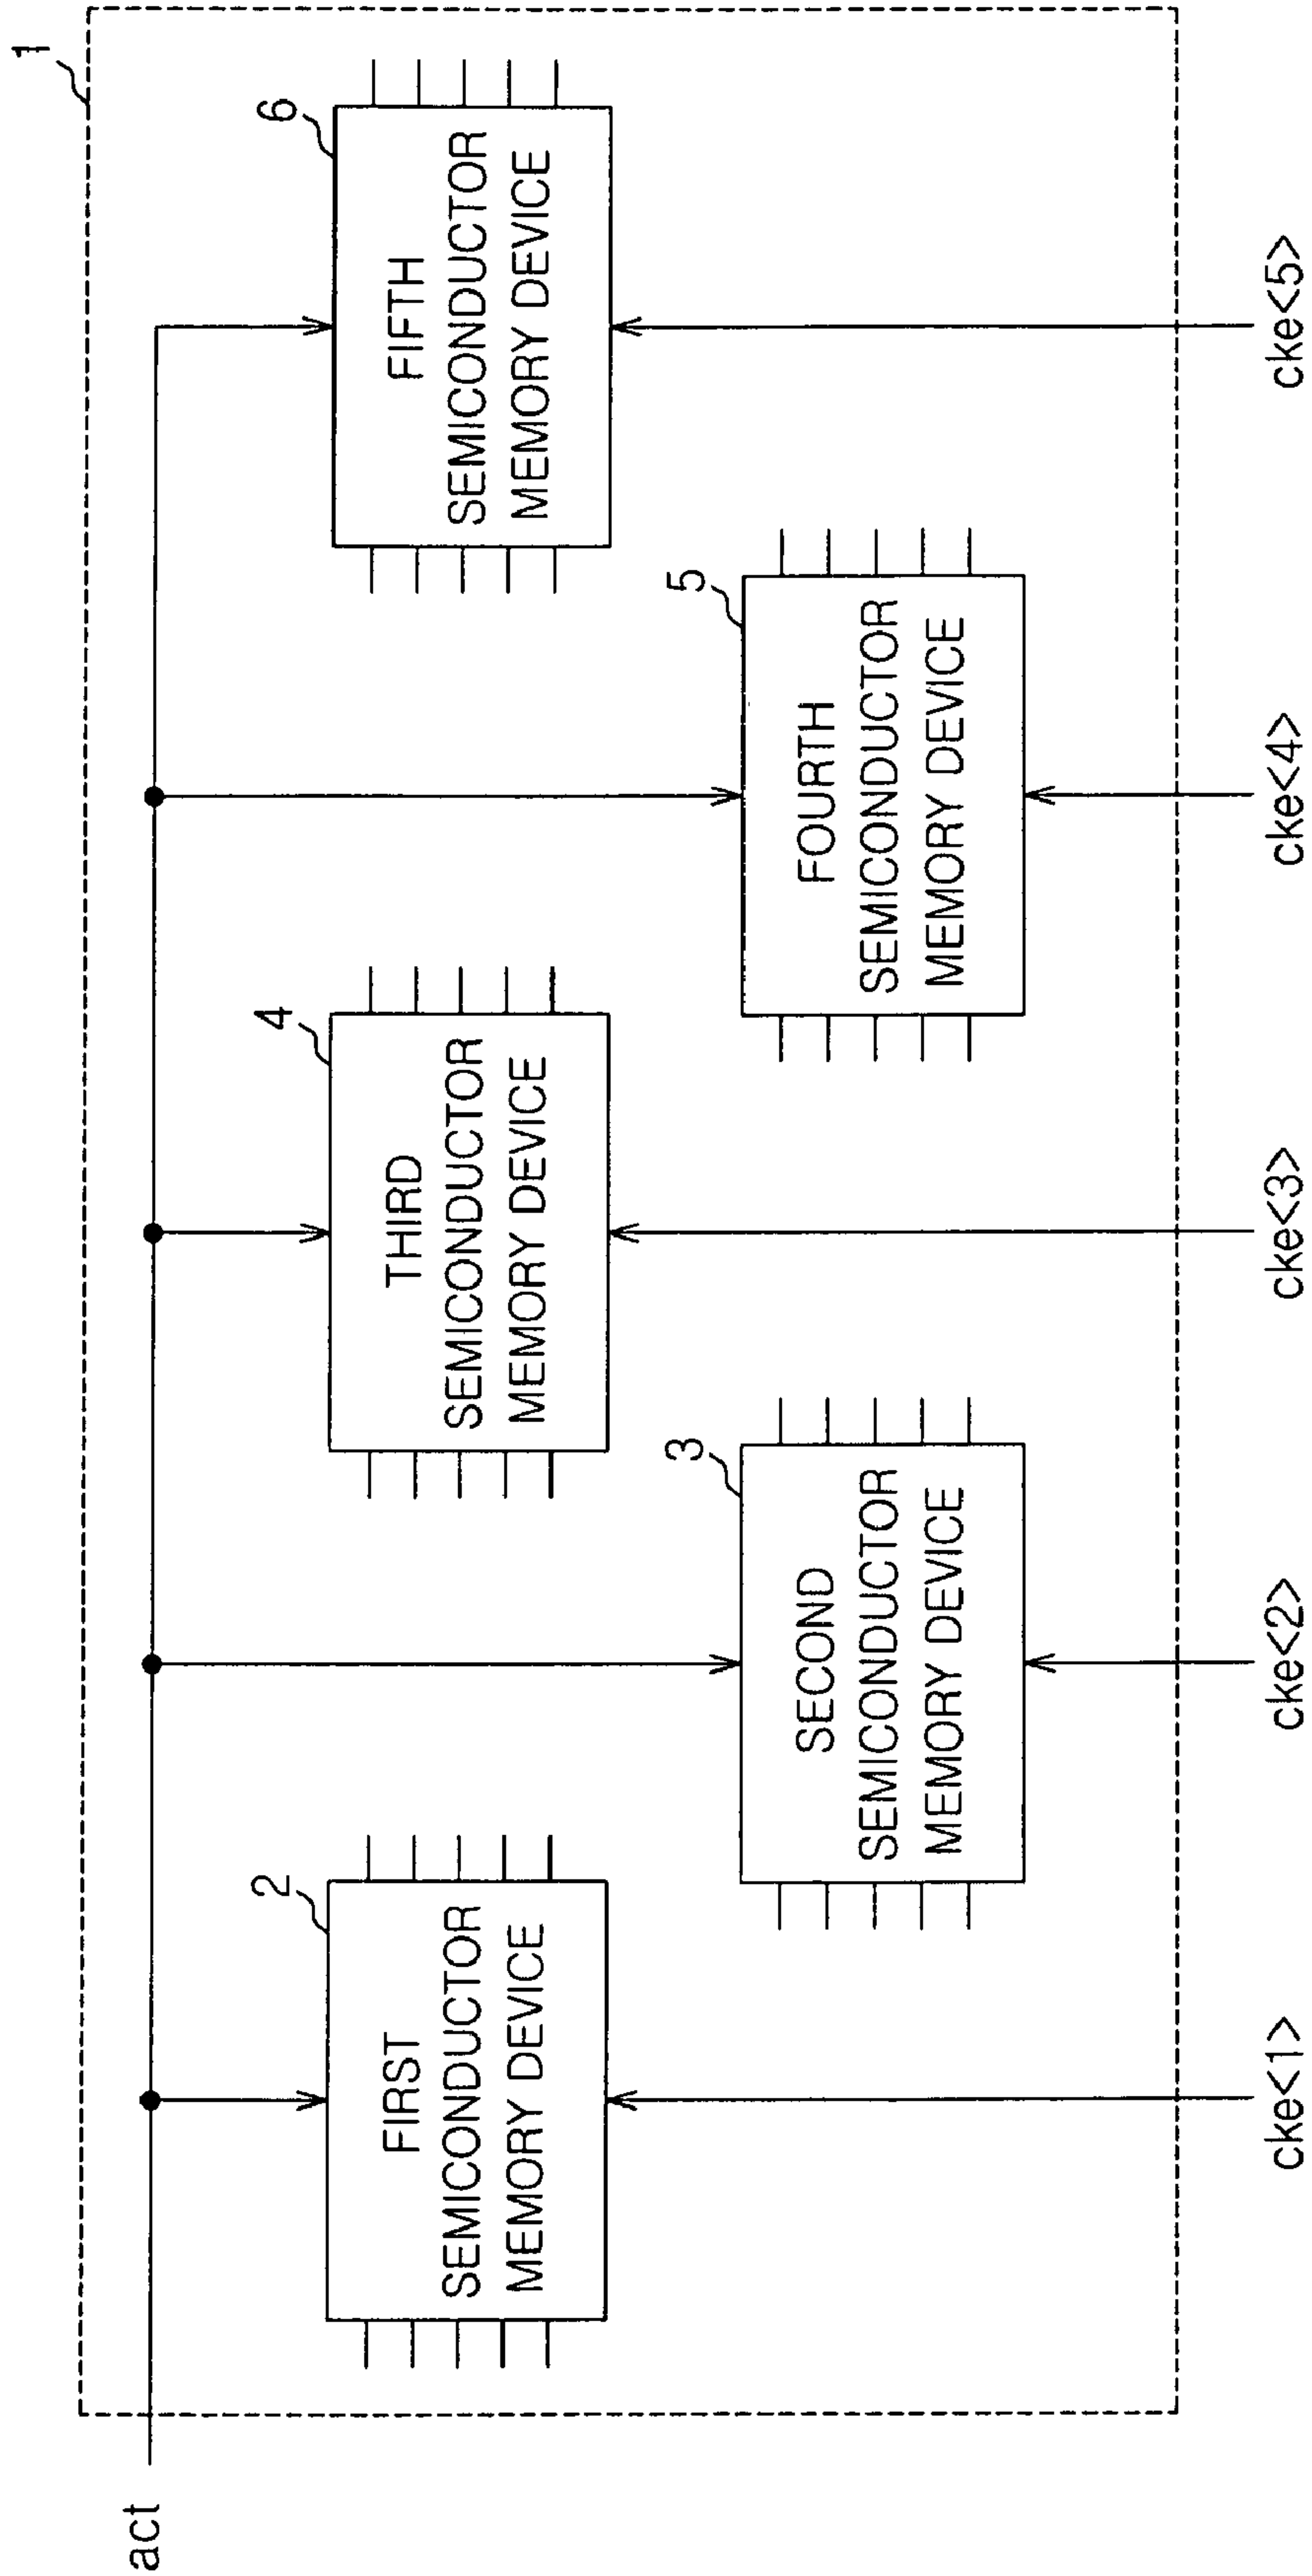 1
act
2
FIRST
SEMICONDUCTOR
MEMORY DEVICE
4
THIRD
SEMICONDUCTOR
MEMORY DEVICE
6
FIFTH
SEMICONDUCTOR
MEMORY DEVICE
3
SECOND
SEMICONDUCTOR
MEMORY DEVICE
5
FOURTH
SEMICONDUCTOR
MEMORY DEVICE
cke<1>
cke<2>
cke<3>
cke<4>
cke<5>